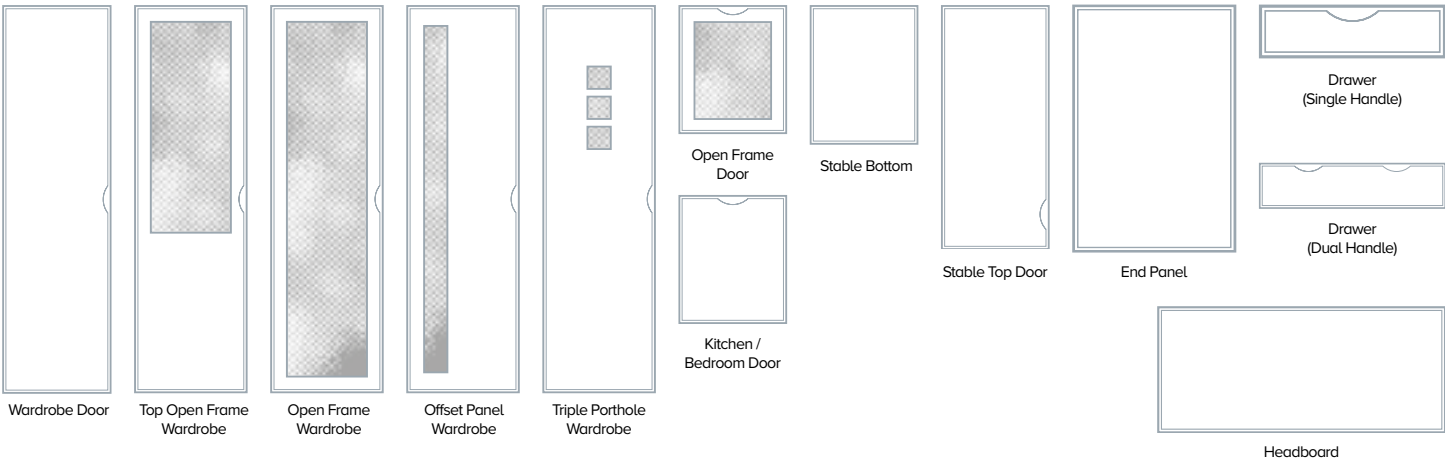 Wardrobe Door
Top Open Frame
Wardrobe
Open Frame
Wardrobe
Offset Panel
Wardrobe
Triple Porthole
Wardrobe
Open Frame
Door
Kitchen /
Bedroom Door
Stable Bottom
Stable Top Door
End Panel
Drawer
(Single Handle)
Drawer
(Dual Handle)
Headboard